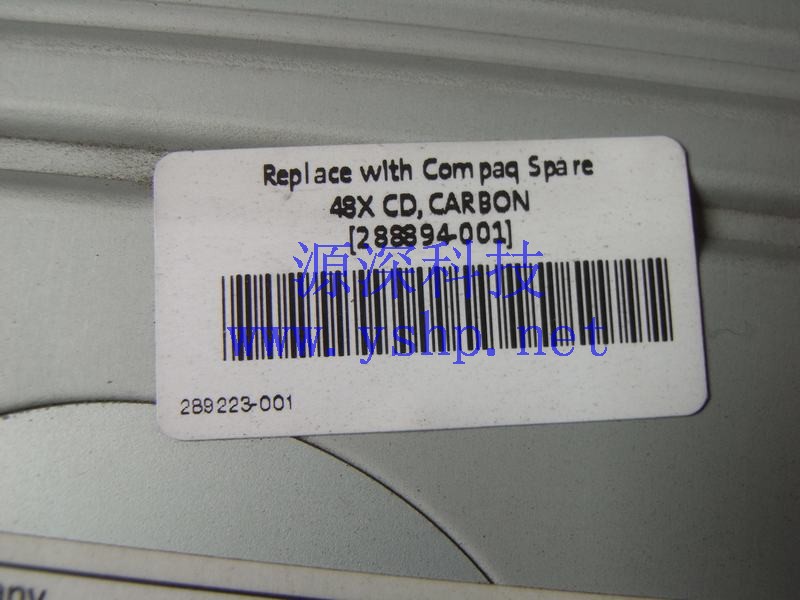 Replace with Compaq Spare
48X CD, CARBON
[288894-001]
源深科技
www.yshp.net
289223-001